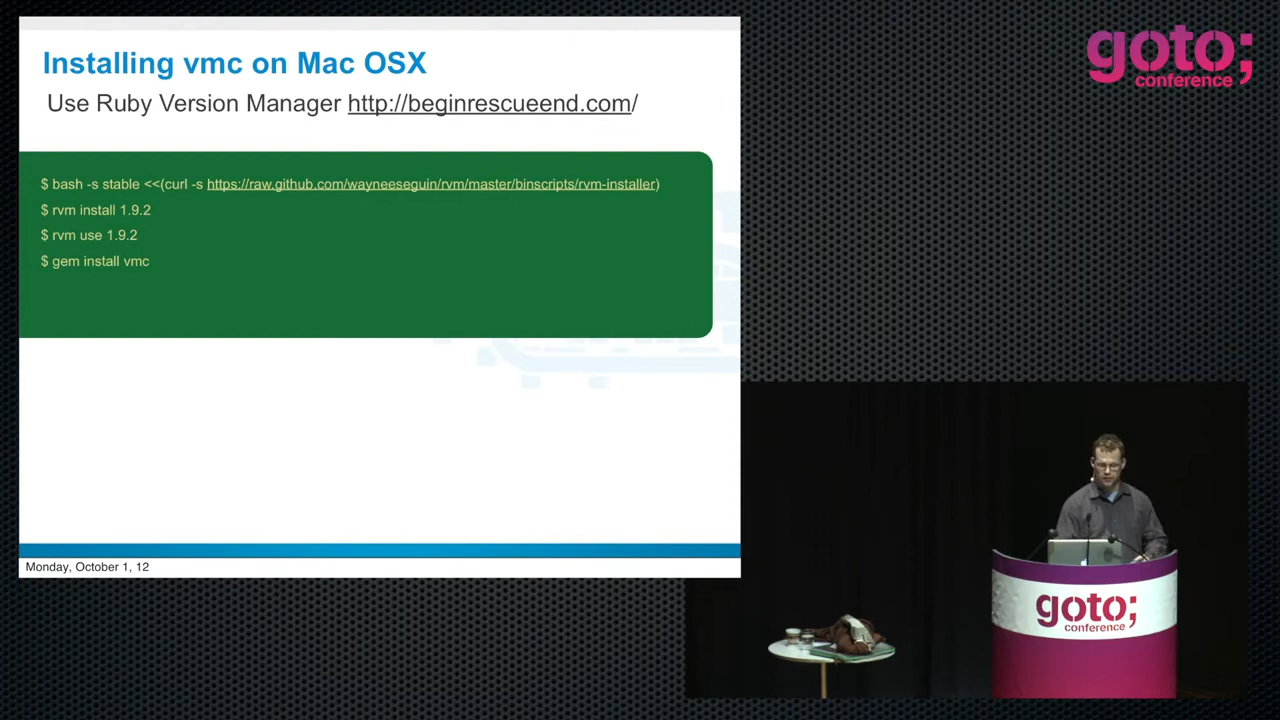 Installing vmc on Mac OSX
Use Ruby Version Manager http://beginrescueend.com/
$ bash -s stable <<(curl -s https://raw.github.com/wayneeseguin/rvm/master/binscripts/rvm-installer)
$ rvm install 1.9.2
$ rvm use 1.9.2
$ gem install vmc
Monday, October 1, 12
goto;
conference
goto;
conference